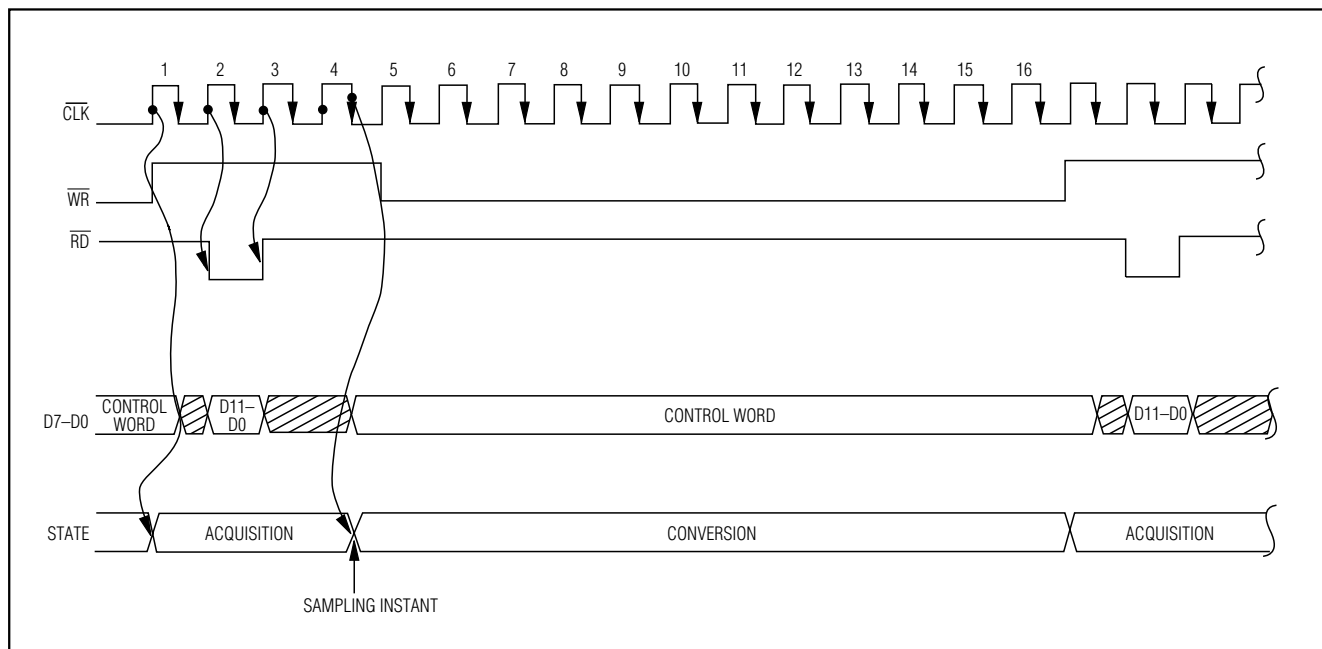 1 2 3 4 5 6 7 8 9 10 11 12 13 14 15 16
CLK
WR
RD
D7–D0
CONTROL
WORD
D11–
D0
CONTROL WORD
D11–D0
STATE
ACQUISITION
CONVERSION
ACQUISITION
SAMPLING INSTANT